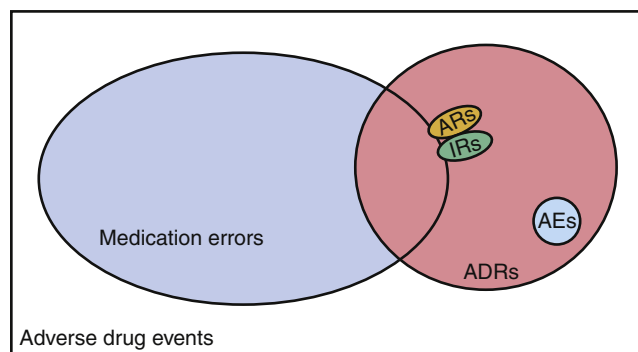 ARs
IRs
AEs
Medication errors
ADRs
Adverse drug events